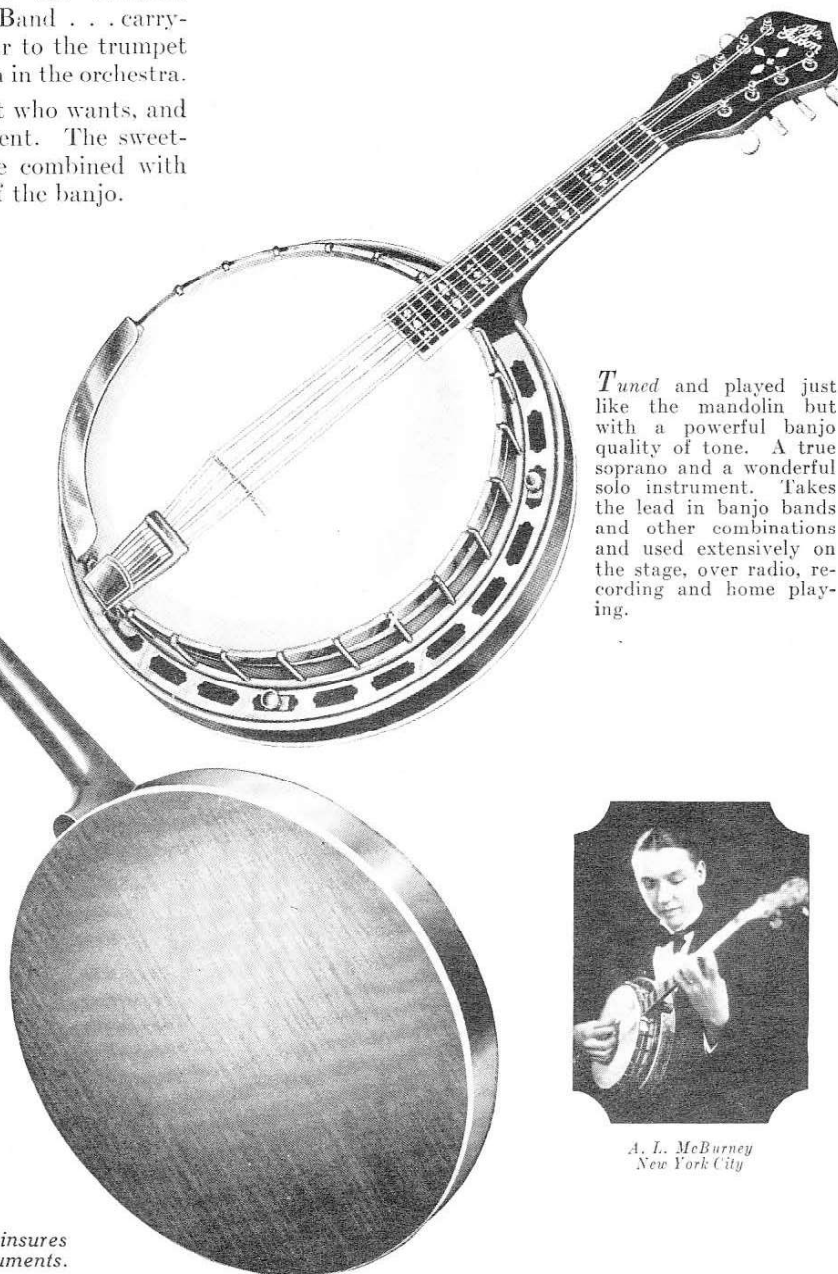 Band . . . carry-
r to the trumpet
in the orchestra.
t who wants, and
ent. The sweet-
e combined with
f the banjo.
The
Gibson
Tuned and played just
like the mandolin but
with a powerful banjo
quality of tone. A true
soprano and a wonderful
solo instrument. Takes
the lead in banjo bands
and other combinations
and used extensively on
the stage, over radio, re-
cording and home play-
ing.
A. L. McBurney
New York City
insures
uments.